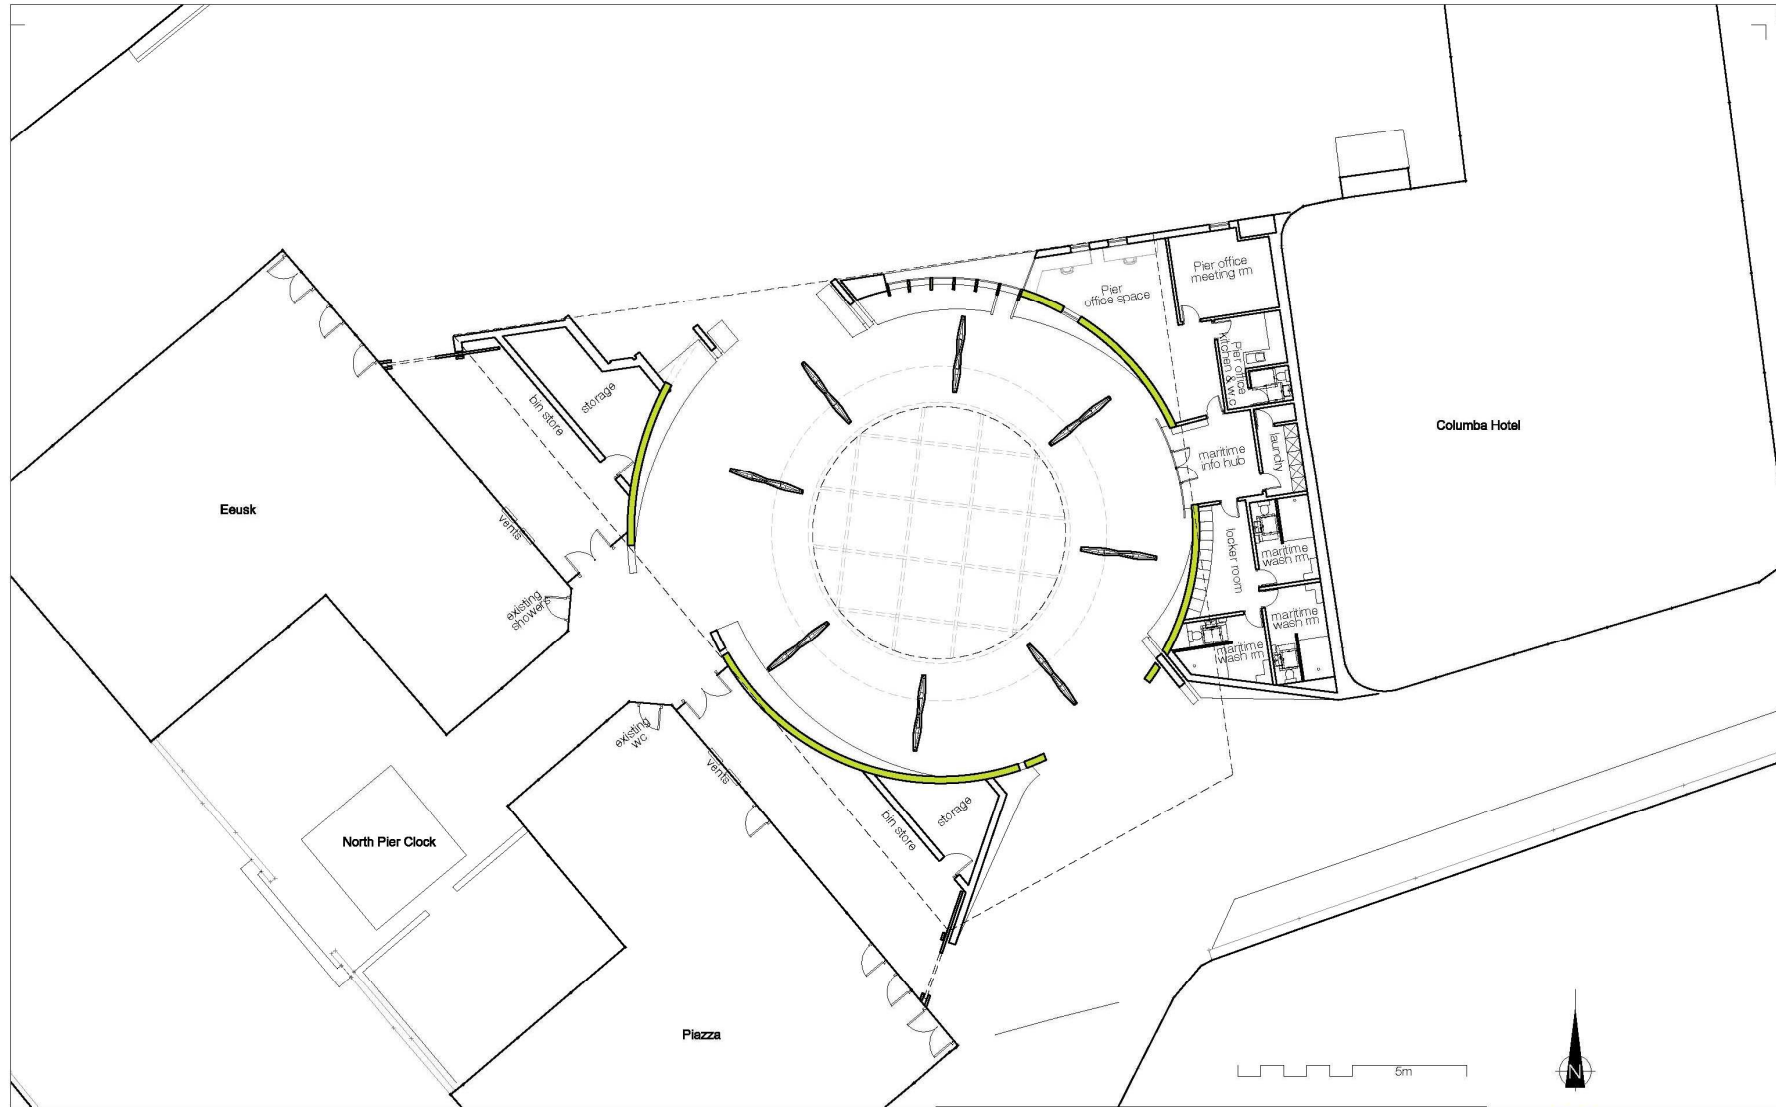 Pier office
meeting rm
Pier
office space
Pier office
kitchen & wc
storage
bin store
maritime
info hub
laundry
Columba Hotel
Eeusk
vents
locker room
maritime
wash rm
existing
showers
maritime
wash rm
maritime
wash rm
existing
wc
vents
storage
bin store
North Pier Clock
Piazza
5m
N